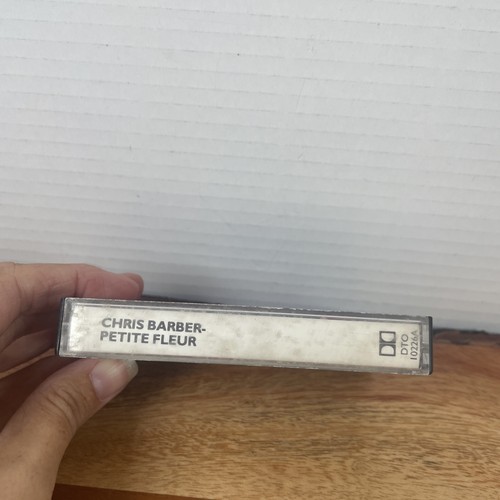 CHRIS BARBER-
PETITE FLEUR
DTO
10226A